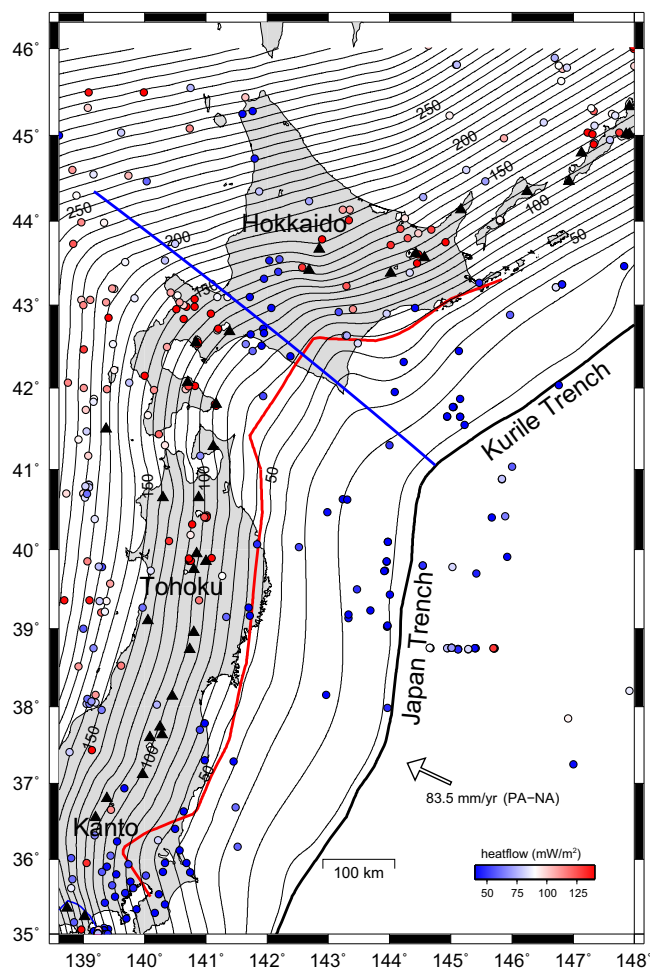 46°
45°
44°
43°
42°
41°
40°
39°
38°
37°
36°
35°
139 140 141 142 143 144 145 146 147 148
250
200
150
100
50
250
200
150
Hokkaido
50
100
150
Tohoku
Kurile Trench
Japan Trench
150
100
50
Kanto
83.5 mm/yr (PA−NA)
100 km
heatflow (mW/m²)
50 75 100 125